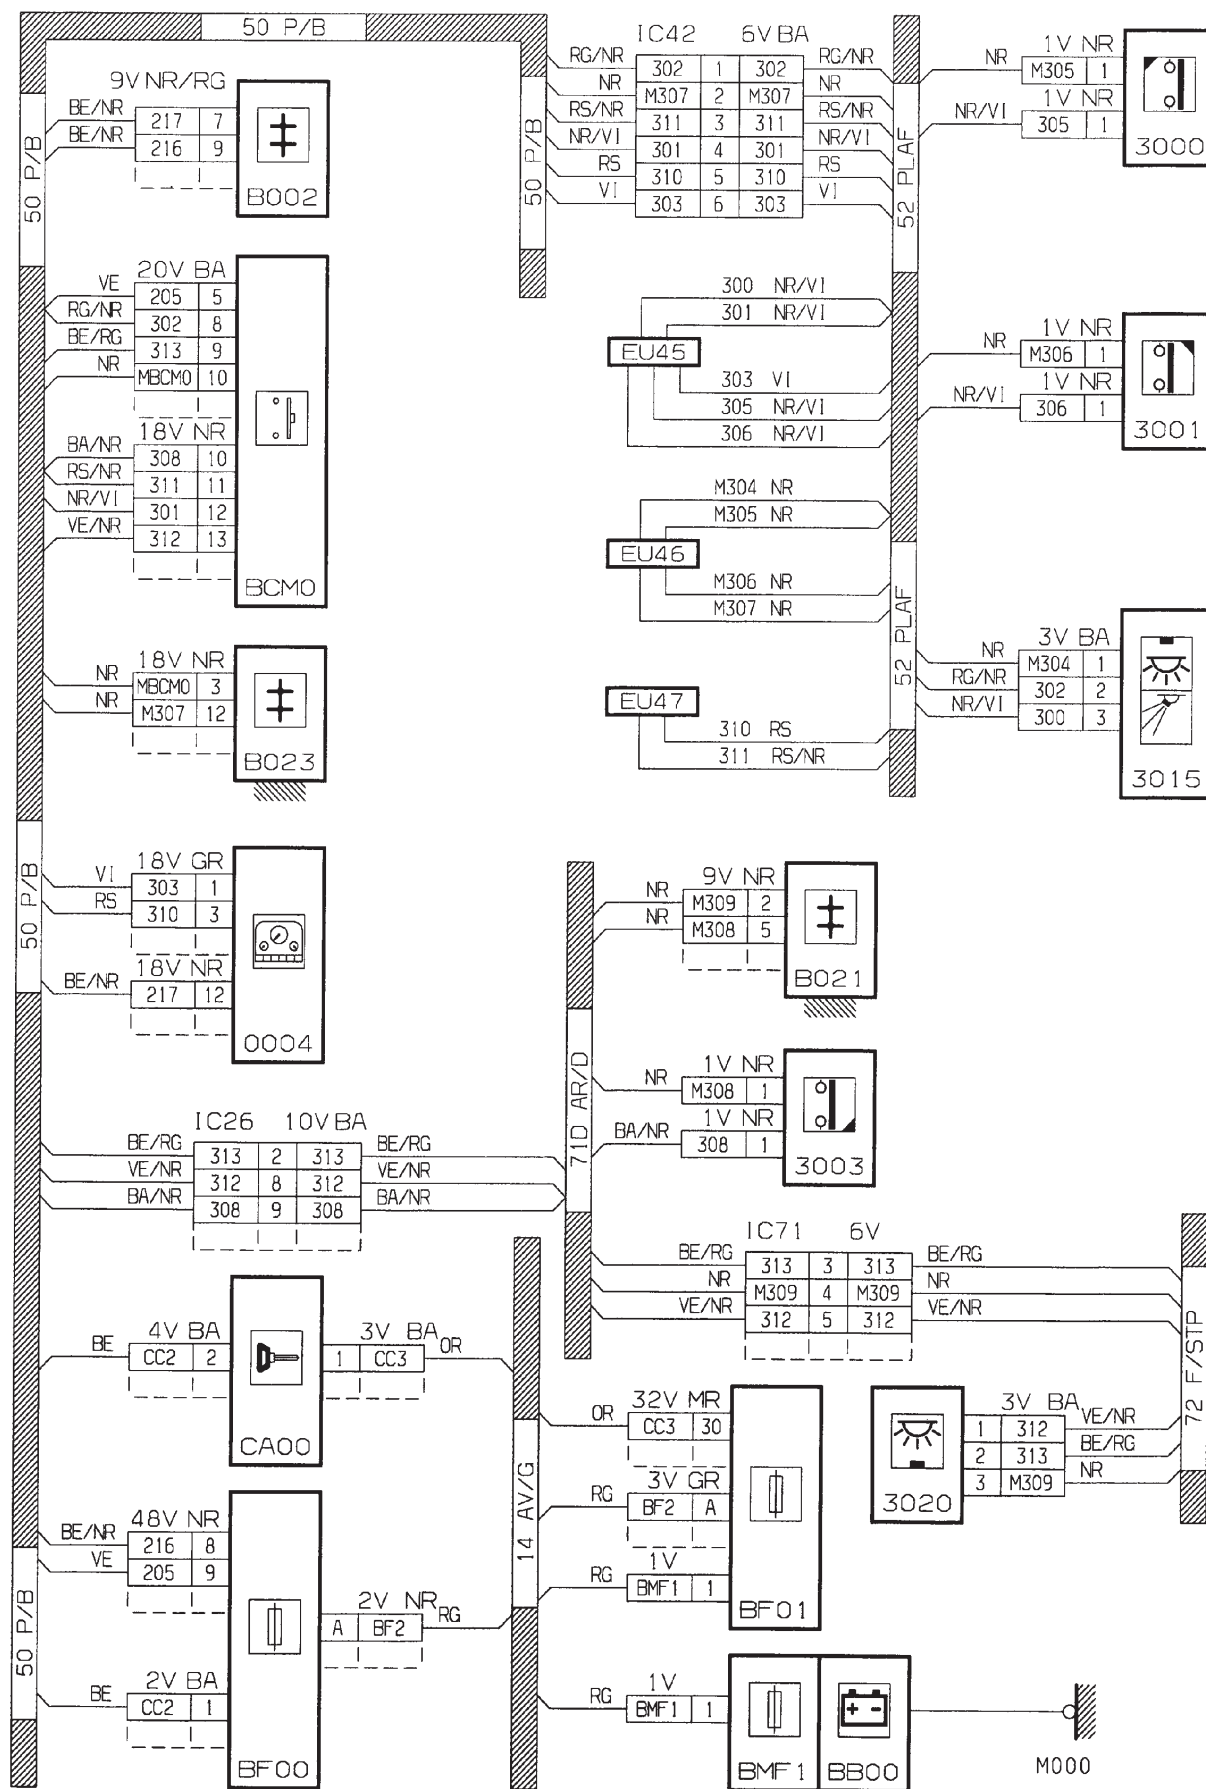 50 P/B
IC42 6V BA
RG/NR 302 1 302 RG/NR
NR M307 2 M307 NR
RS/NR 311 3 311 RS/NR
NR/VI 301 4 301 NR/VI
RS 310 5 310 RS
VI 303 6 303 VI
50 P/B
52 PLAF
1V NR
NR M305 1
1V NR
NR/VI 305 1
3000
50 P/B
9V NR/RG
BE/NR 217 7
BE/NR 216 9
B002
20V BA
VE 205 5
RG/NR 302 8
BE/RG 313 9
NR MBCM0 10
18V NR
BA/NR 308 10
RS/NR 311 11
NR/VI 301 12
VE/NR 312 13
BCM0
300 NR/VI
301 NR/VI
EU45
303 VI
305 NR/VI
306 NR/VI
1V NR
NR M306 1
1V NR
NR/VI 306 1
3001
M304 NR
M305 NR
EU46
M306 NR
M307 NR
52 PLAF
18V NR
NR MBCM0 3
NR M307 12
B023
EU47
310 RS
311 RS/NR
3V BA
NR M304 1
RG/NR 302 2
NR/VI 300 3
3015
50 P/B
18V GR
VI 303 1
RS 310 3
18V NR
BE/NR 217 12
0004
9V NR
NR M309 2
NR M308 5
B021
71D AR/D
1V NR
NR M308 1
1V NR
BA/NR 308 1
3003
IC26 10V BA
BE/RG 313 2 313 BE/RG
VE/NR 312 8 312 VE/NR
BA/NR 308 9 308 BA/NR
IC71 6V
BE/RG 313 3 313 BE/RG
NR M309 4 M309 NR
VE/NR 312 5 312 VE/NR
72 F/STP
4V BA
BE CC2 2
CA00
3V BA
1 CC3 OR
14 AV/G
32V MR
OR CC3 30
3V GR
RG BF2 A
1V
RG BMF1 1
BF01
3020
3V BA
1 312 VE/NR
2 313 BE/RG
3 M309 NR
50 P/B
48V NR
BE/NR 216 8
VE 205 9
2V BA
BE CC2 1
BF00
2V NR
A BF2 RG
1V
RG BMF1 1
BMF1
BB00
M000